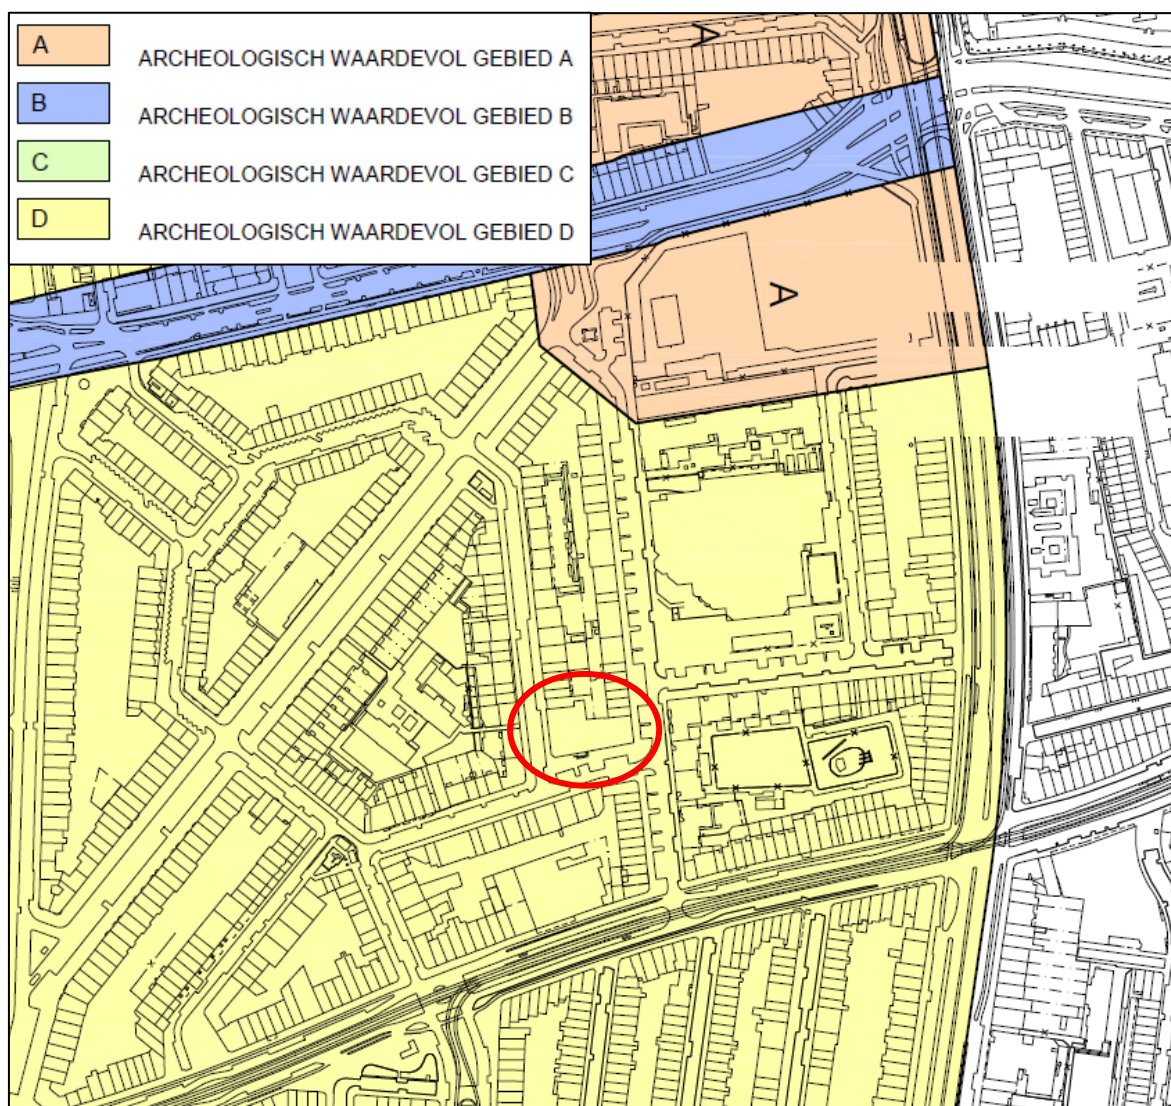 A ARCHEOLOGISCH WAARDEVOL GEBIED A
B ARCHEOLOGISCH WAARDEVOL GEBIED B
C ARCHEOLOGISCH WAARDEVOL GEBIED C
D ARCHEOLOGISCH WAARDEVOL GEBIED D
A
A